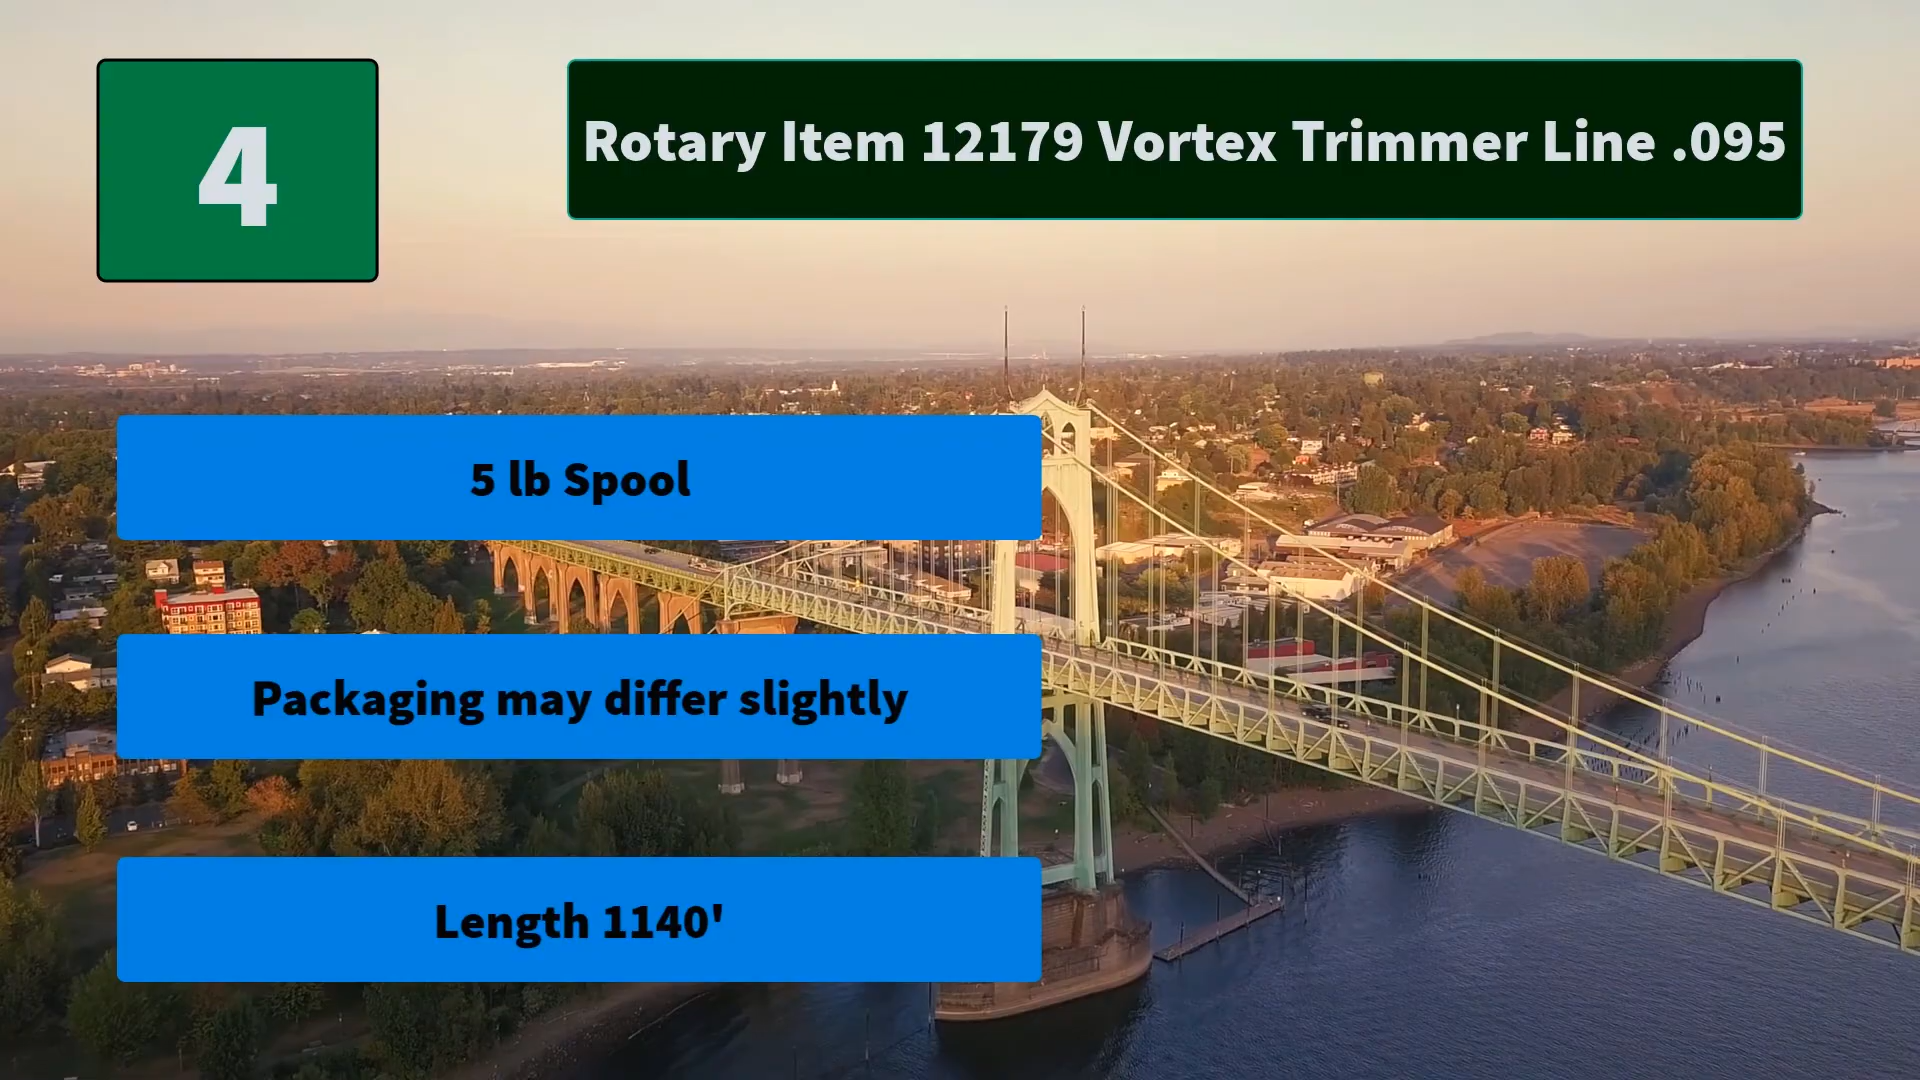 4
Rotary Item 12179 Vortex Trimmer Line .095
5 lb Spool
Packaging may differ slightly
Length 1140'